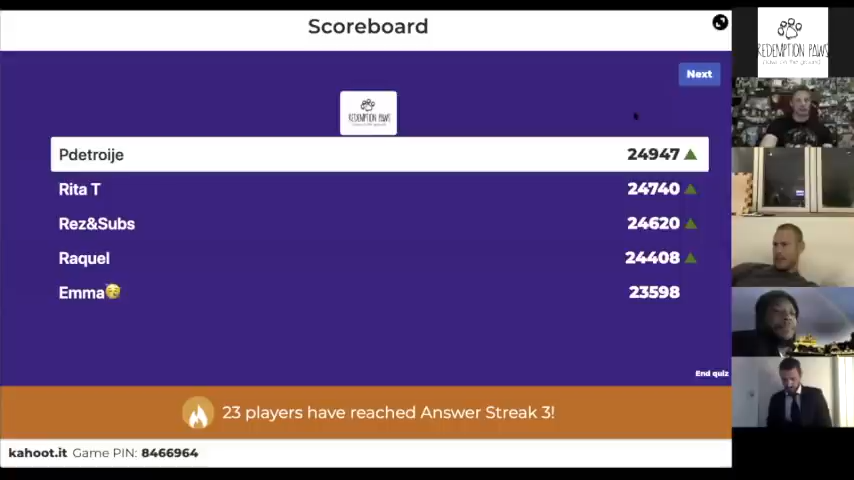 Scoreboard
Next
REDEMPTION PAWS
Pdetroije 24947
Rita T 24740
Rez&Subs 24620
Raquel 24408
Emma🥳 23598
End quiz
23 players have reached Answer Streak 3!
kahoot.it Game PIN: 8466964
REDEMPTION PAWS